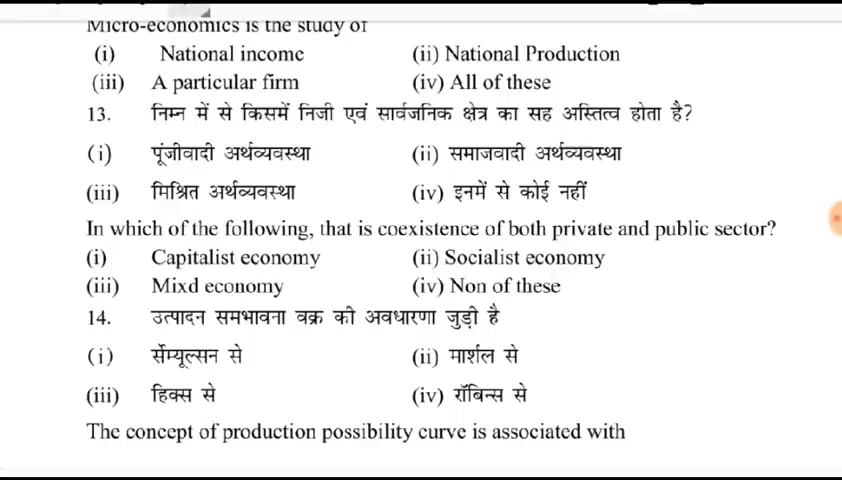 Micro-economics is the study of
(i) National income (ii) National Production
(iii) A particular firm (iv) All of these
13. निम्न में से किसमें निजी एवं सार्वजनिक क्षेत्र का सह अस्तित्व होता है?
(i) पूंजीवादी अर्थव्यवस्था (ii) समाजवादी अर्थव्यवस्था
(iii) मिश्रित अर्थव्यवस्था (iv) इनमें से कोई नहीं
In which of the following, that is coexistence of both private and public sector?
(i) Capitalist economy (ii) Socialist economy
(iii) Mixd economy (iv) Non of these
14. उत्पादन समभावना वक्र की अवधारणा जुड़ी है
(i) र्सेम्यूल्सन से (ii) मार्शल से
(iii) हिक्स से (iv) रॉबिन्स से
The concept of production possibility curve is associated with